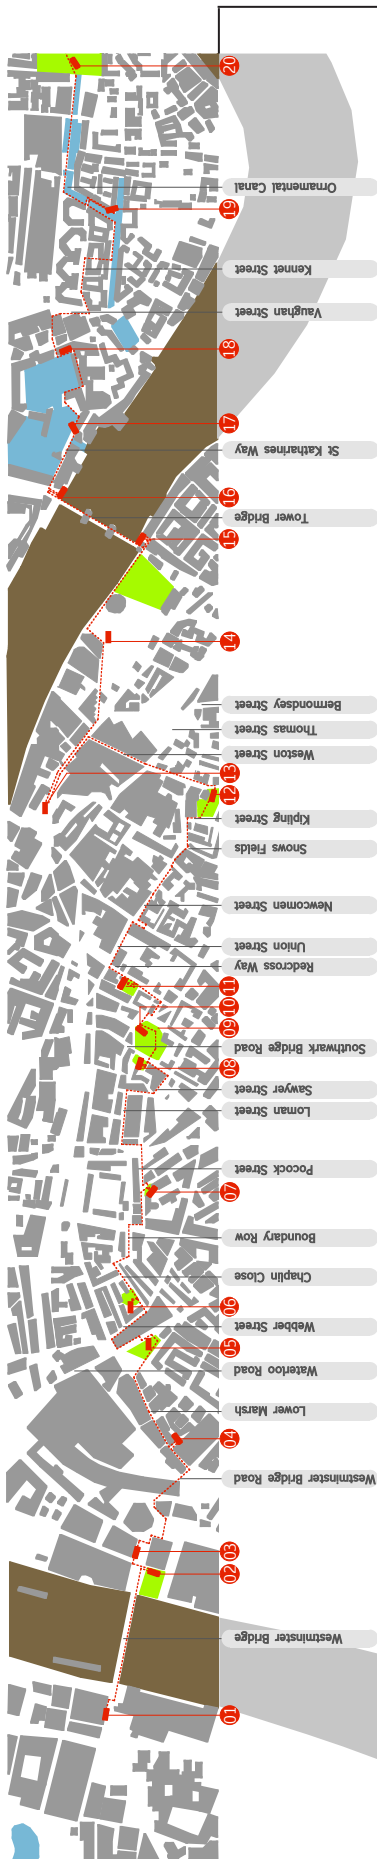 20
Ornamental Canal
19
Kennet Street
Vaughan Street
18
17
St Katharines Way
16
Tower Bridge
15
14
Bermondsey Street
Thomas Street
Weston Street
13
12
Kipling Street
Snows Fields
Newcomen Street
Union Street
Redcross Way
11
10
09
Southwark Bridge Road
08
Sawyer Street
Loman Street
Pocock Street
07
Boundary Row
Chaplin Close
06
Webber Street
05
Waterloo Road
Lower Marsh
04
Westminster Bridge Road
03
02
Westminster Bridge
01